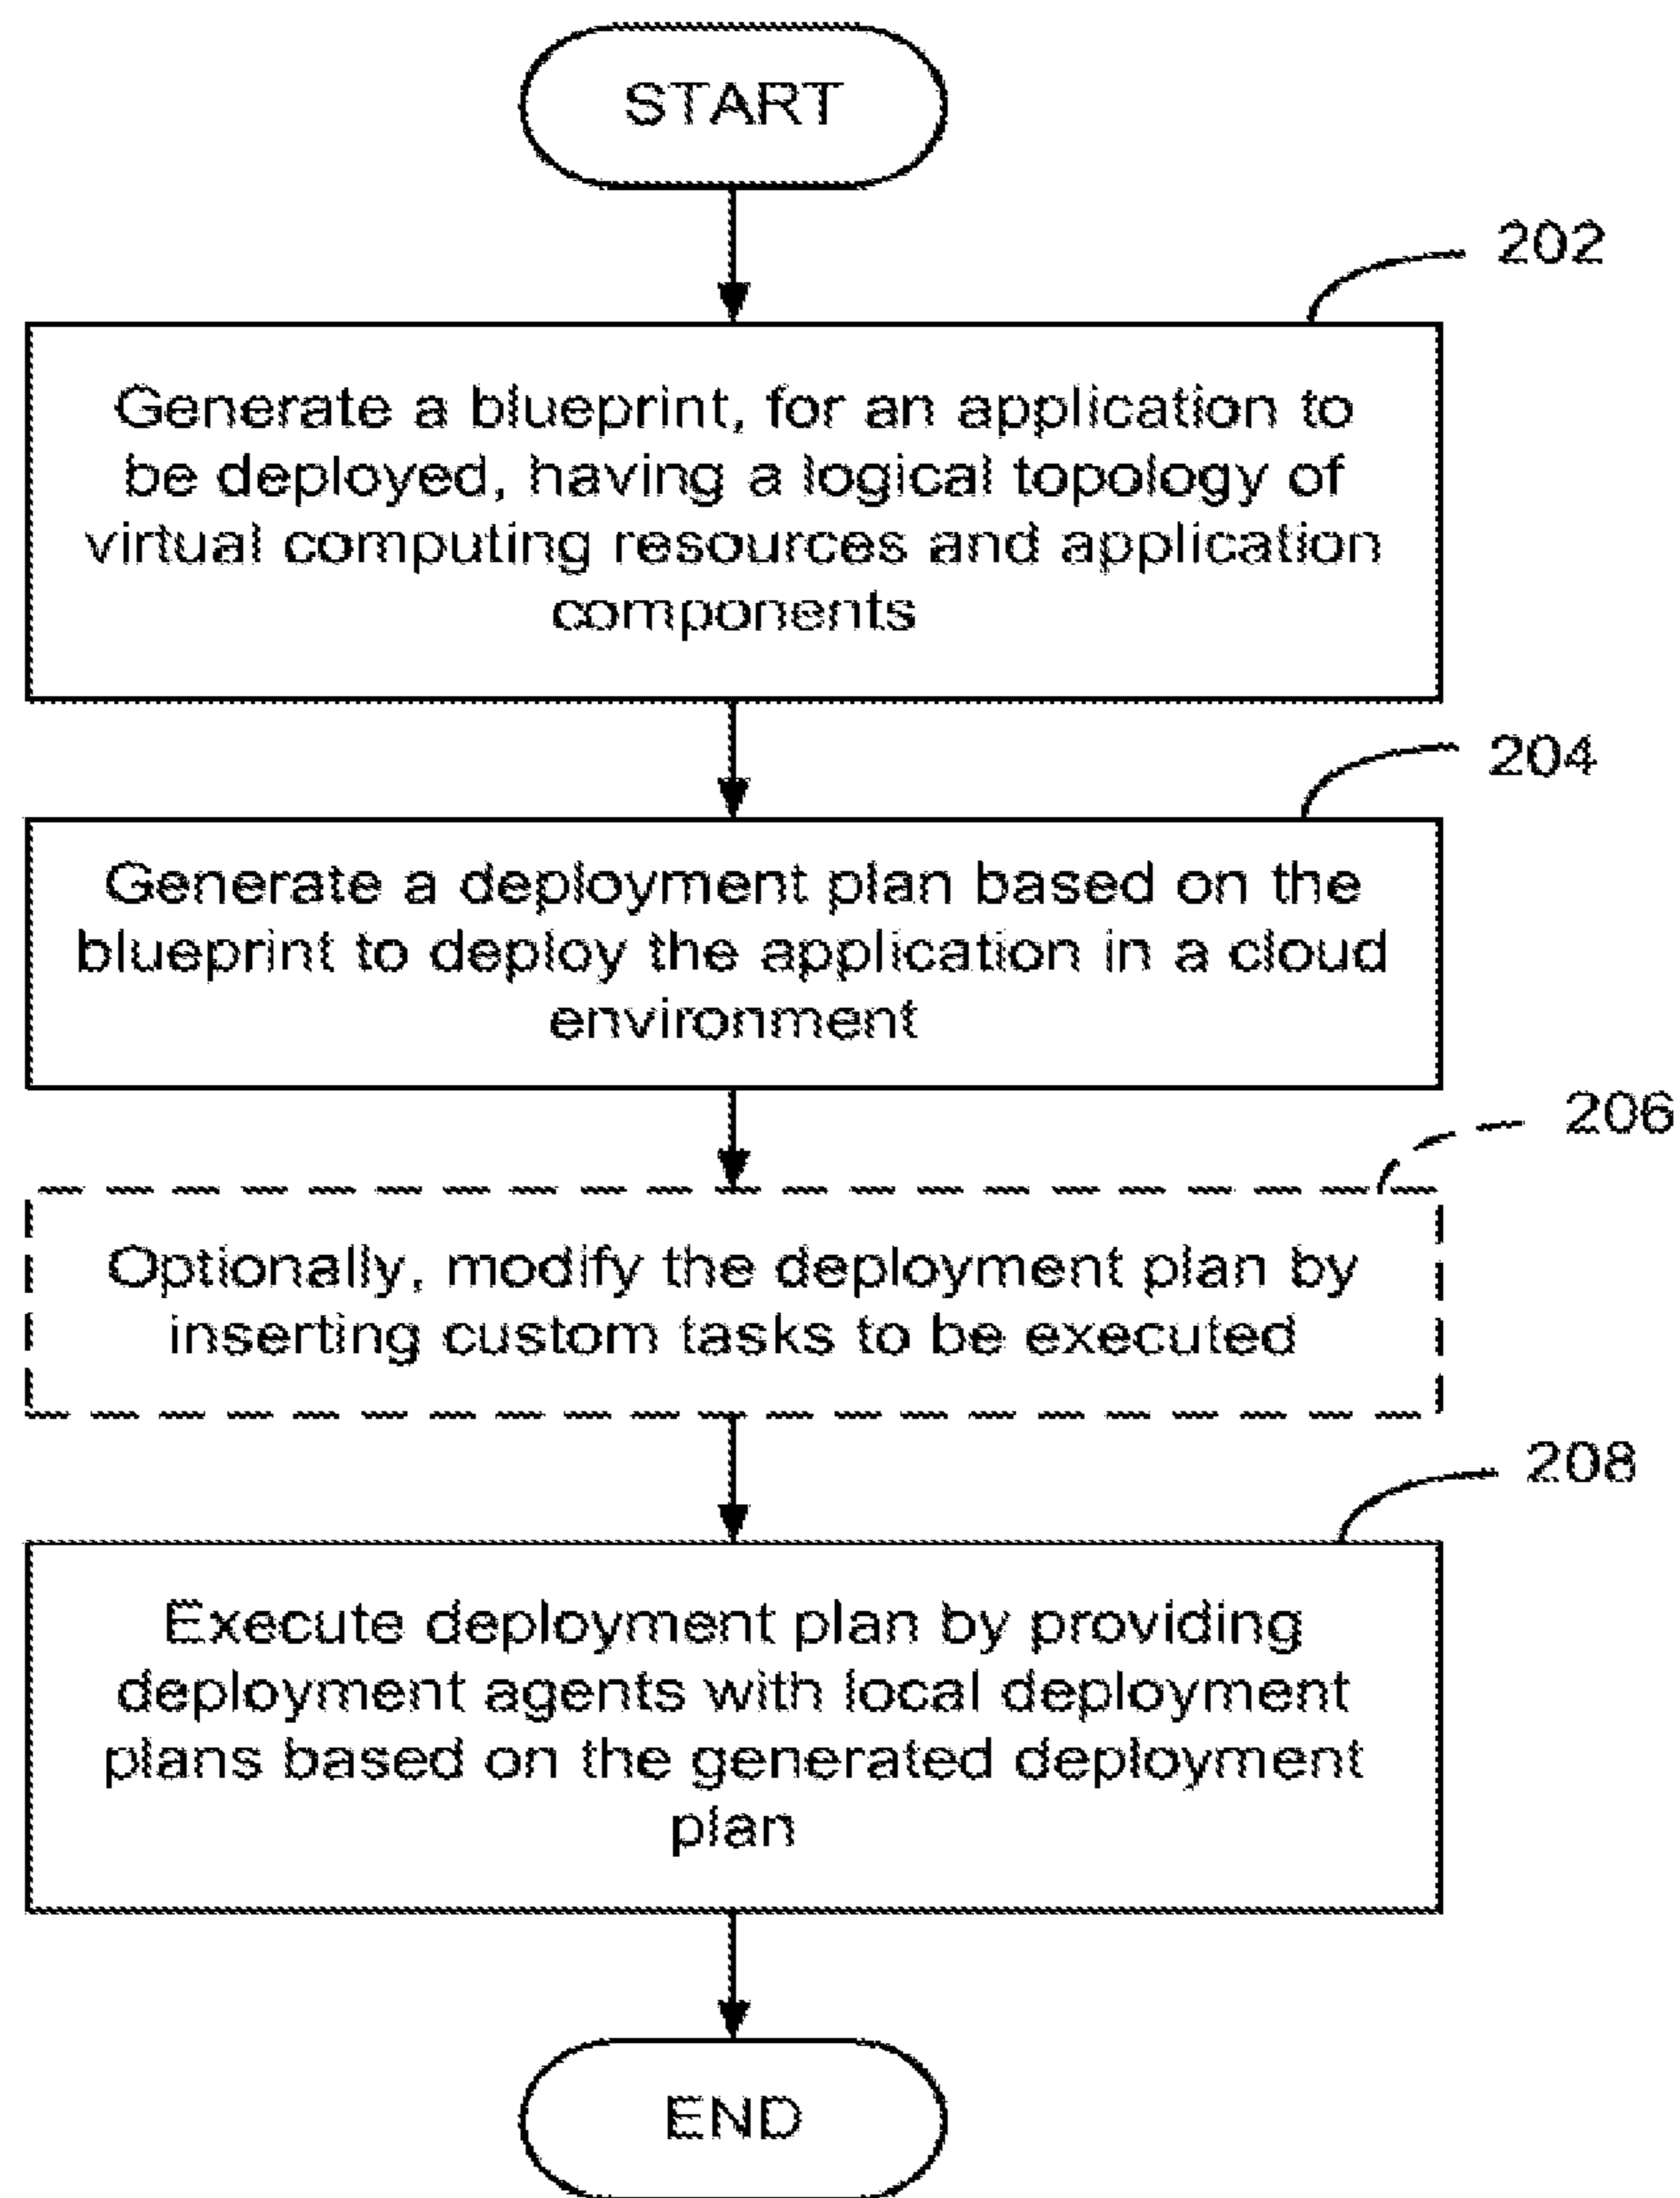 START
202
Generate a blueprint, for an application to
be deployed, having a logical topology of
virtual computing resources and application
components
204
Generate a deployment plan based on the
blueprint to deploy the application in a cloud
environment
206
Optionally, modify the deployment plan by
inserting custom tasks to be executed
208
Execute deployment plan by providing
deployment agents with local deployment
plans based on the generated deployment
plan
END